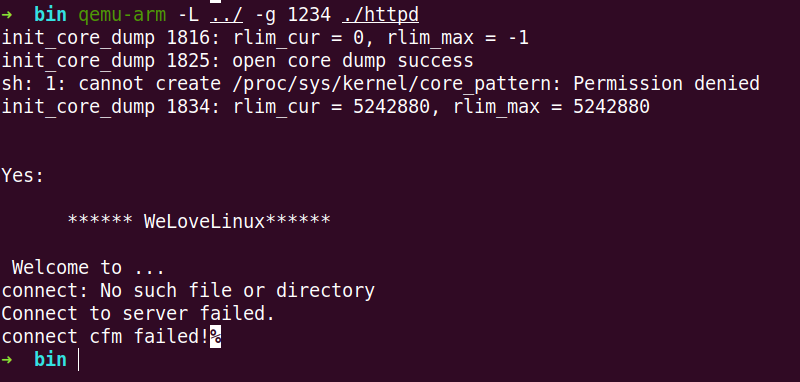 ➜  bin qemu-arm -L ../ -g 1234 ./httpd
init_core_dump 1816: rlim_cur = 0, rlim_max = -1
init_core_dump 1825: open core dump success
sh: 1: cannot create /proc/sys/kernel/core_pattern: Permission denied
init_core_dump 1834: rlim_cur = 5242880, rlim_max = 5242880
Yes:
****** WeLoveLinux******
Welcome to ...
connect: No such file or directory
Connect to server failed.
connect cfm failed!%
➜  bin